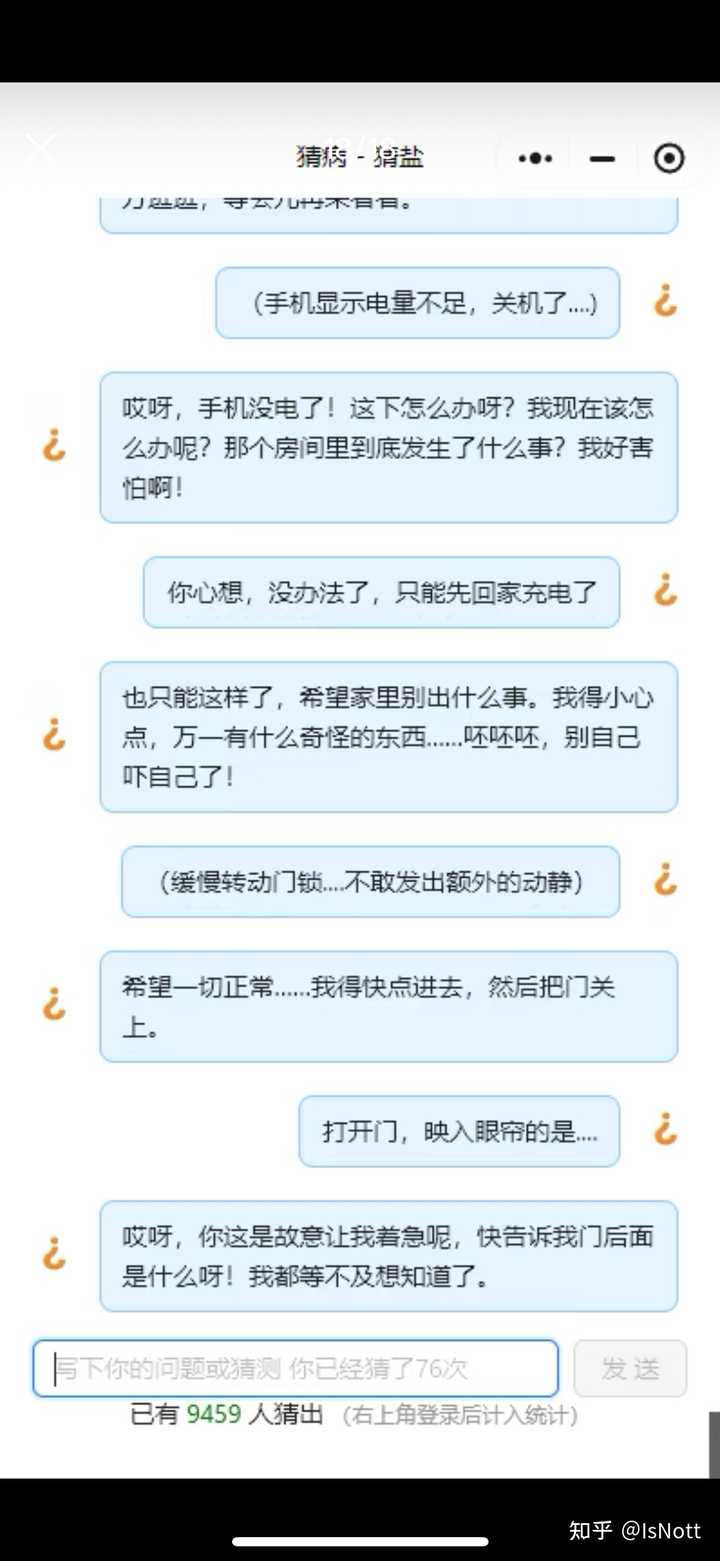 猜病 - 猜盐
万逛逛，等会儿再来看看。
（手机显示电量不足，关机了....)
哎呀，手机没电了！这下怎么办呀？我现在该怎
么办呢？那个房间里到底发生了什么事？我好害
怕啊！
你心想，没办法了，只能先回家充电了
也只能这样了，希望家里别出什么事。我得小心
点，万一有什么奇怪的东西......呸呸呸，别自己
吓自己了！
（缓慢转动门锁....不敢发出额外的动静）
希望一切正常......我得快点进去，然后把门关
上。
打开门，映入眼帘的是....
哎呀，你这是故意让我着急呢，快告诉我门后面
是什么呀！我都等不及想知道了。
写下你的问题或猜测 你已经猜了76次
发 送
已有 9459 人猜出 （右上角登录后计入统计）
知乎 @IsNott